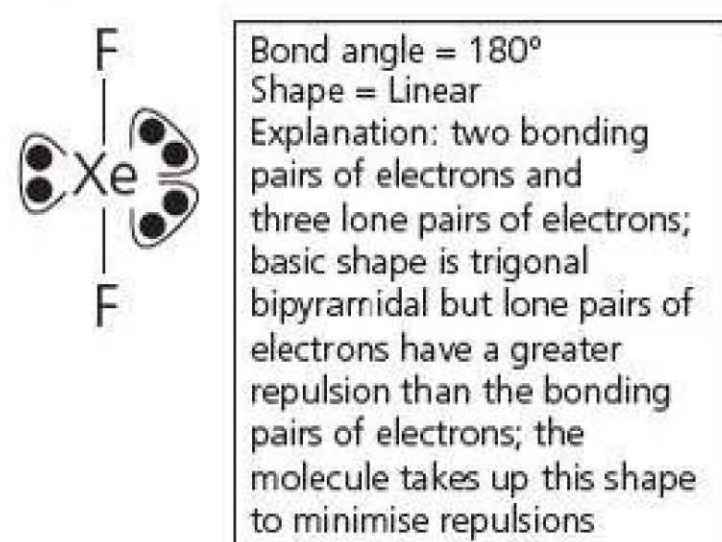 F
Xe
F
Bond angle = 180º
Shape = Linear
Explanation: two bonding
pairs of electrons and
three lone pairs of electrons;
basic shape is trigonal
bipyramidal but lone pairs of
electrons have a greater
repulsion than the bonding
pairs of electrons; the
molecule takes up this shape
to minimise repulsions